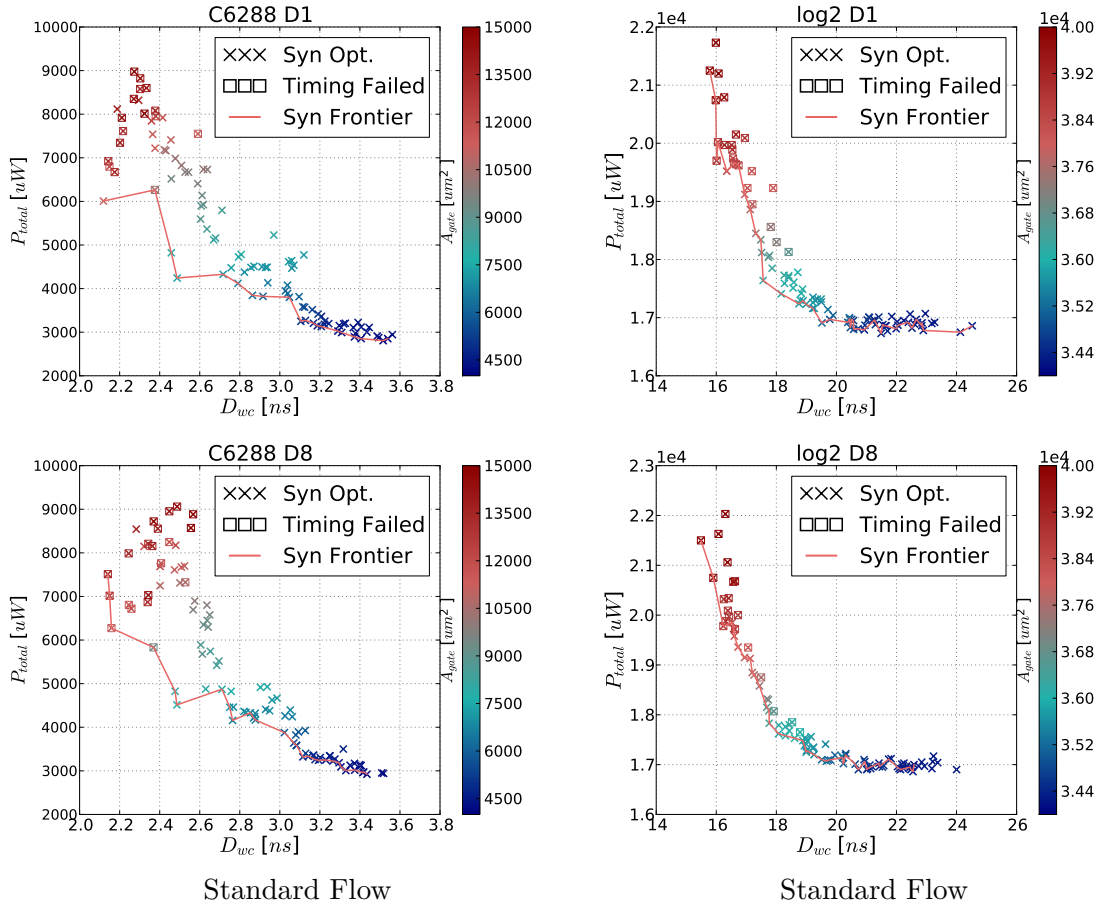 C6288 D1
10000
9000
8000
7000
6000
5000
4000
3000
2000
2.0 2.2 2.4 2.6 2.8 3.0 3.2 3.4 3.6 3.8
P_total [uW]
D_wc [ns]
Syn Opt.
Timing Failed
Syn Frontier
15000
13500
12000
10500
9000
7500
6000
4500
A_gate [um²]
log2 D1
1e4
2.2
2.1
2.0
1.9
1.8
1.7
1.6
14 16 18 20 22 24 26
P_total [uW]
D_wc [ns]
Syn Opt.
Timing Failed
Syn Frontier
1e4
4.00
3.92
3.84
3.76
3.68
3.60
3.52
3.44
A_gate [um²]
C6288 D8
10000
9000
8000
7000
6000
5000
4000
3000
2000
2.0 2.2 2.4 2.6 2.8 3.0 3.2 3.4 3.6 3.8
P_total [uW]
D_wc [ns]
Syn Opt.
Timing Failed
Syn Frontier
15000
13500
12000
10500
9000
7500
6000
4500
A_gate [um²]
log2 D8
1e4
2.3
2.2
2.1
2.0
1.9
1.8
1.7
1.6
14 16 18 20 22 24 26
P_total [uW]
D_wc [ns]
Syn Opt.
Timing Failed
Syn Frontier
1e4
4.00
3.92
3.84
3.76
3.68
3.60
3.52
3.44
A_gate [um²]
Standard Flow
Standard Flow